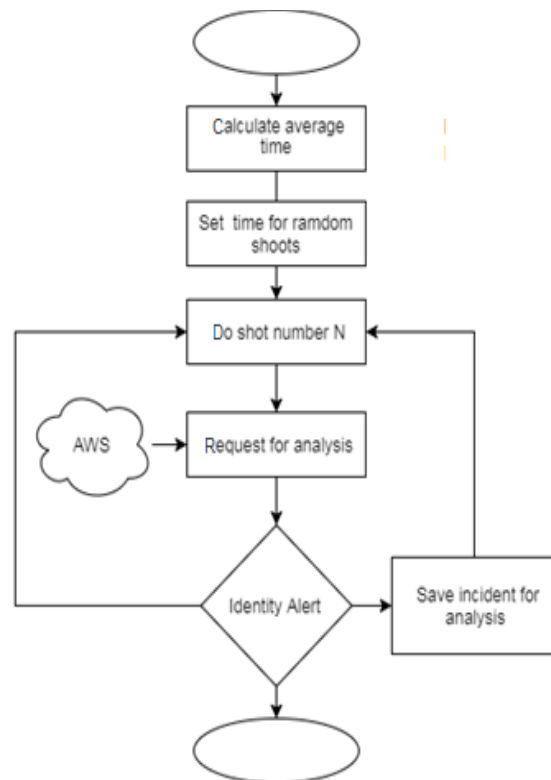 Calculate average
time
Set time for ramdom
shoots
Do shot number N
AWS
Request for analysis
Identity Alert
Save incident for
analysis